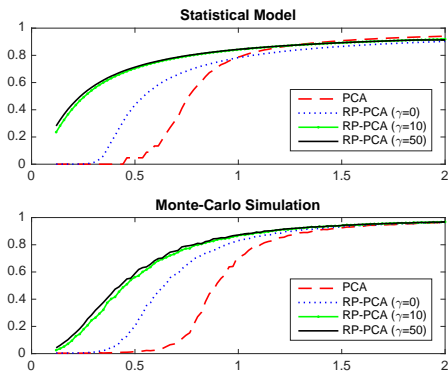 Statistical Model
1
0.8
0.6
0.4
0.2
0
PCA
RP-PCA (γ=0)
RP-PCA (γ=10)
RP-PCA (γ=50)
0 0.5 1 1.5 2
Monte-Carlo Simulation
1
0.8
0.6
0.4
0.2
0
PCA
RP-PCA (γ=0)
RP-PCA (γ=10)
RP-PCA (γ=50)
0 0.5 1 1.5 2